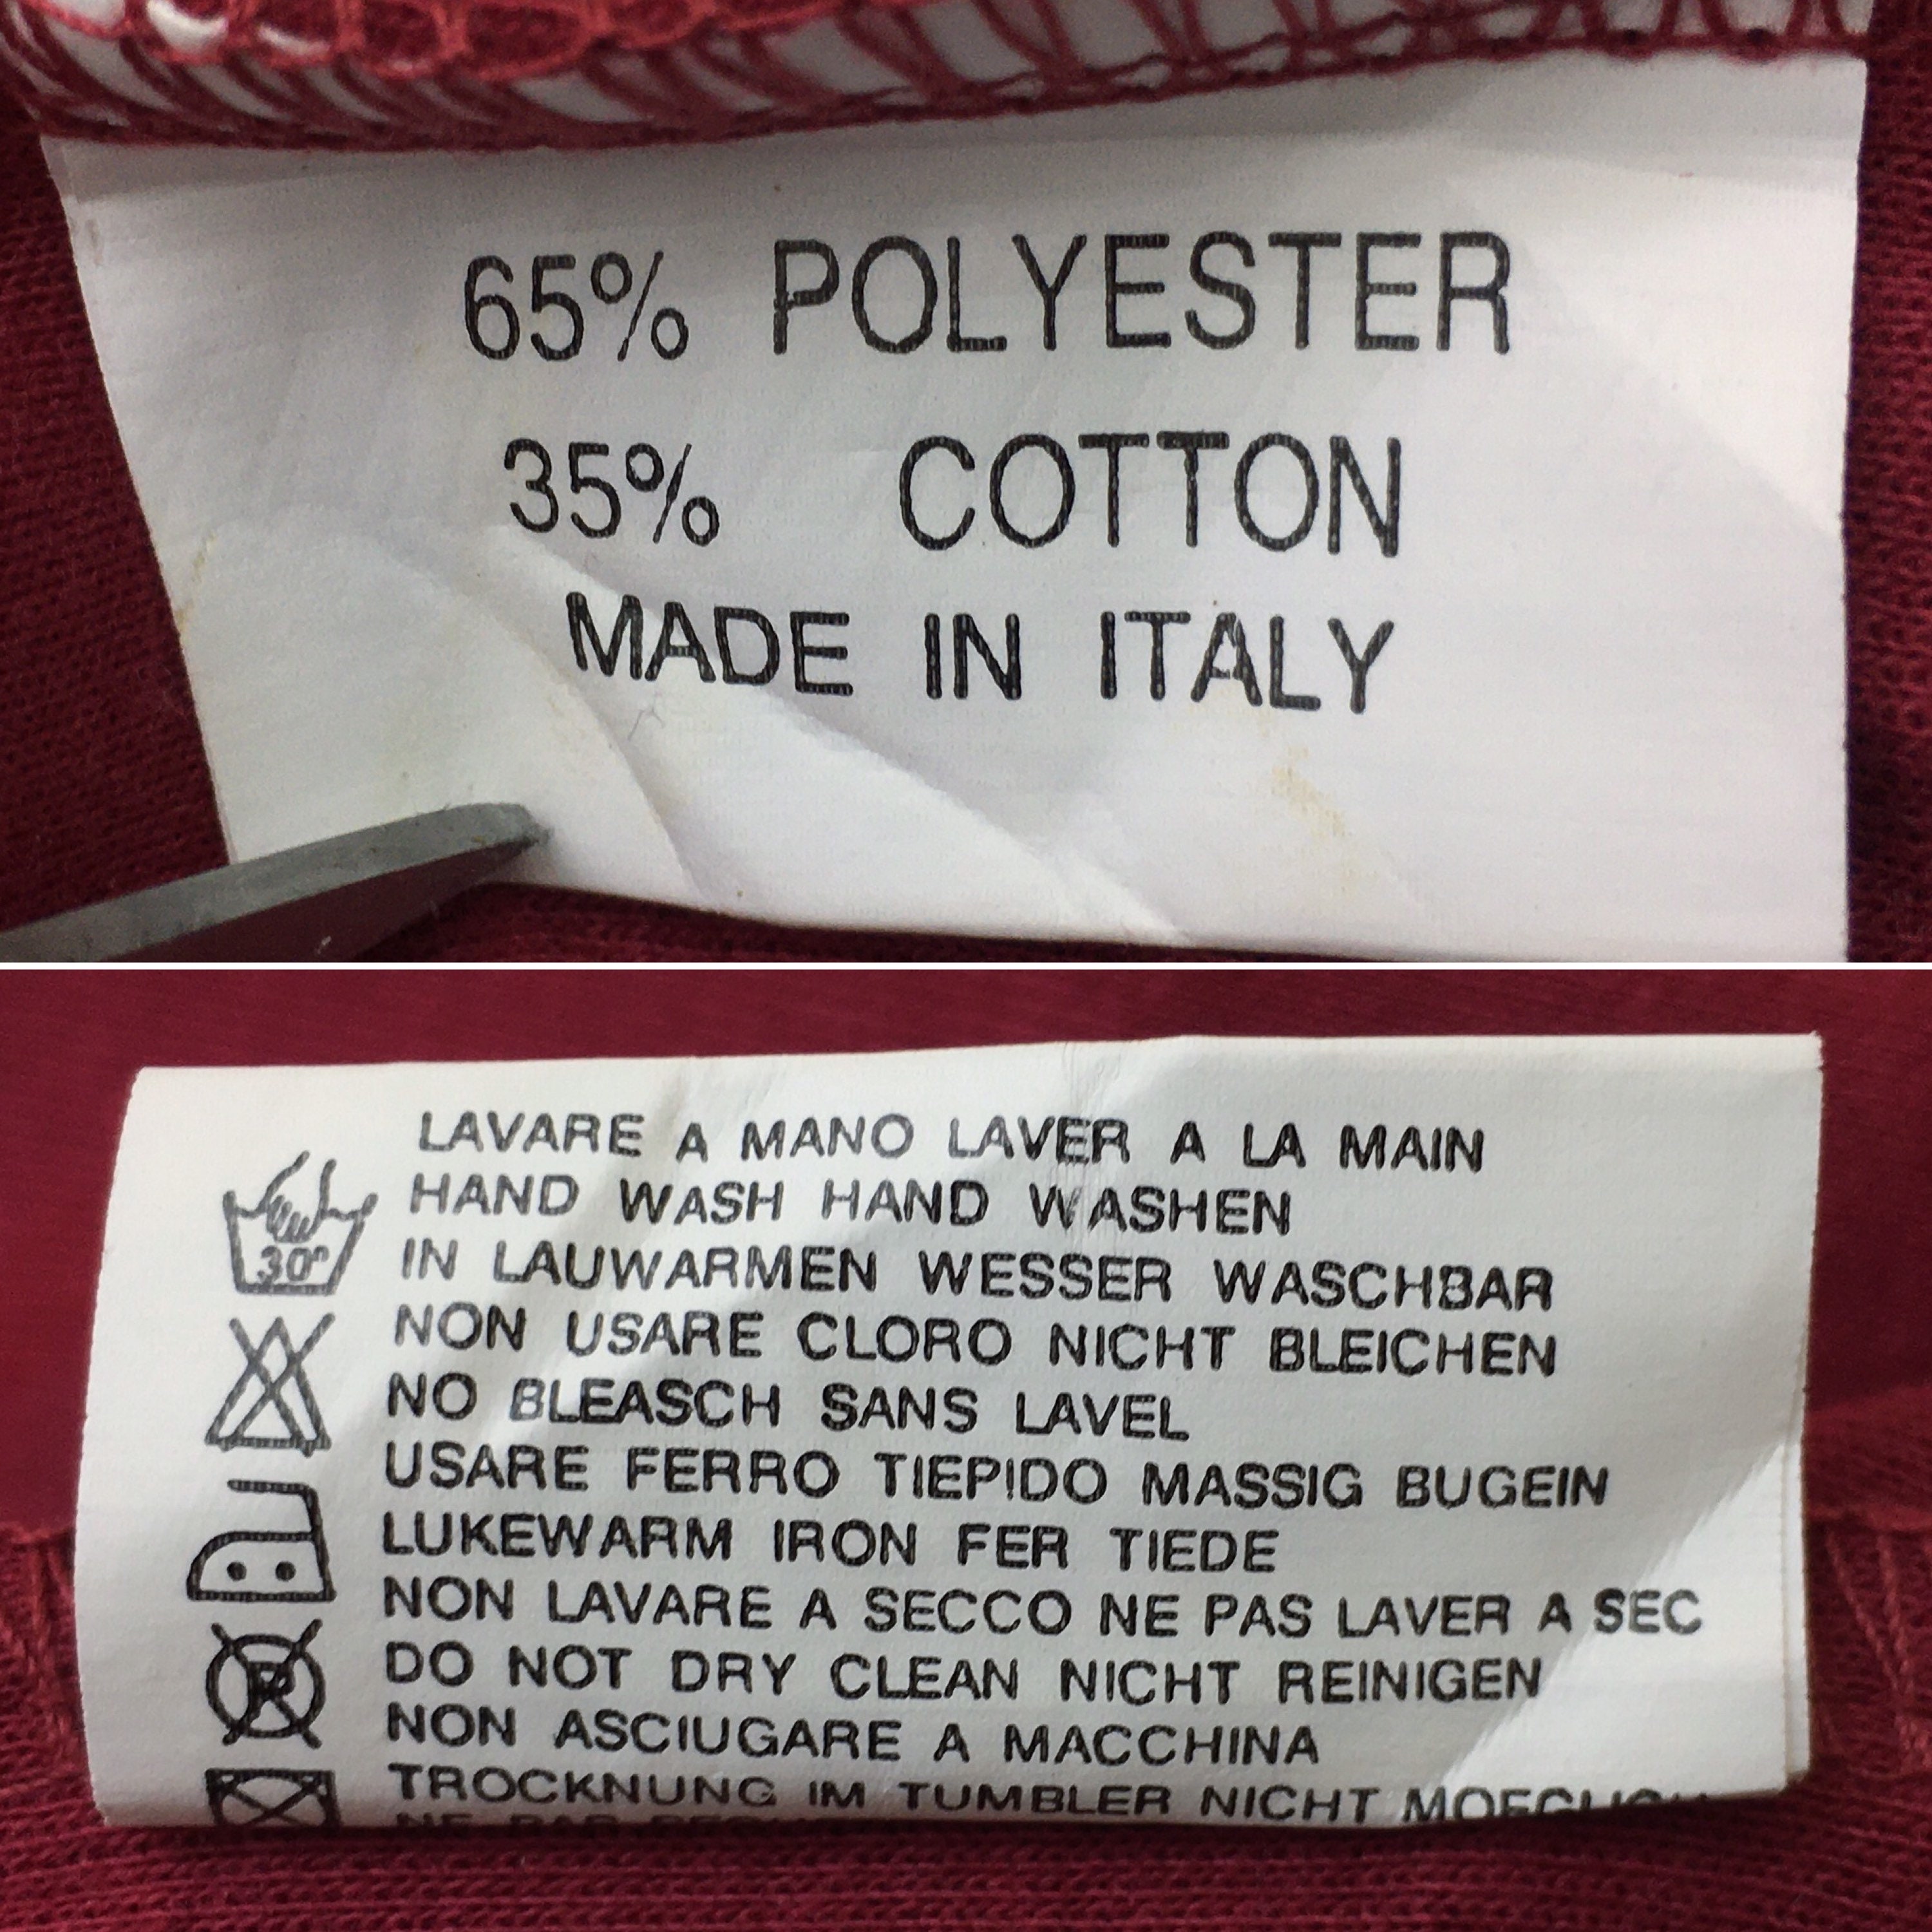 65% POLYESTER
35% COTTON
MADE IN ITALY
LAVARE A MANO LAVER A LA MAIN
HAND WASH HAND WASHEN
30°
IN LAUWARMEN WESSER WASCHBAR
NON USARE CLORO NICHT BLEICHEN
NO BLEASCH SANS LAVEL
USARE FERRO TIEPIDO MASSIG BUGEIN
LUKEWARM IRON FER TIEDE
NON LAVARE A SECCO NE PAS LAVER A SEC
DO NOT DRY CLEAN NICHT REINIGEN
P
NON ASCIUGARE A MACCHINA
TROCKNUNG IM TUMBLER NICHT
NE PAS